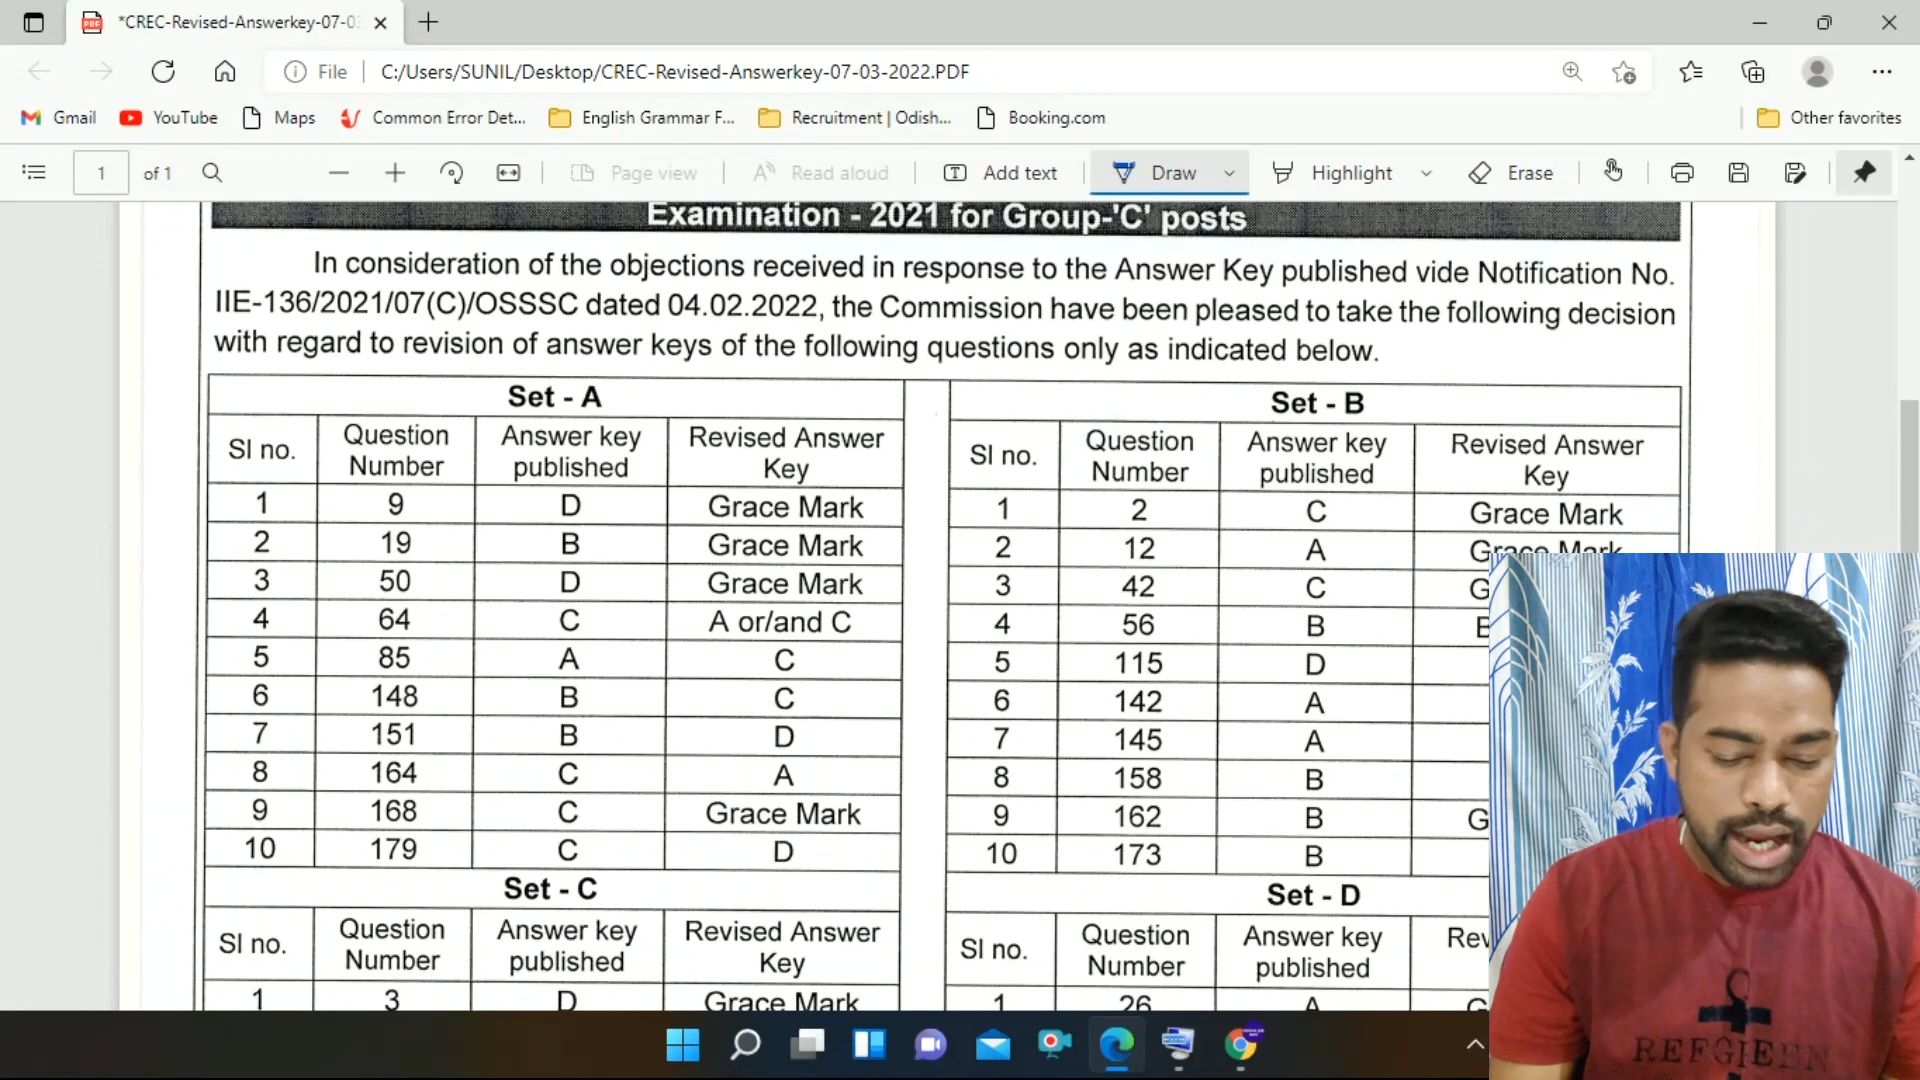 *CREC-Revised-Answerkey-07-0
File C:/Users/SUNIL/Desktop/CREC-Revised-Answerkey-07-03-2022.PDF
Gmail YouTube Maps Common Error Det... English Grammar F... Recruitment | Odish... Booking.com Other favorites
1 of 1 Page view Read aloud Add text Draw Highlight Erase
Examination - 2021 for Group-'C' posts
In consideration of the objections received in response to the Answer Key published vide Notification No.
IIE-136/2021/07(C)/OSSSC dated 04.02.2022, the Commission have been pleased to take the following decision
with regard to revision of answer keys of the following questions only as indicated below.
Set - A
Sl no. Question Number Answer key published Revised Answer Key
1 9 D Grace Mark
2 19 B Grace Mark
3 50 D Grace Mark
4 64 C A or/and C
5 85 A C
6 148 B C
7 151 B D
8 164 C A
9 168 C Grace Mark
10 179 C D
Set - B
Sl no. Question Number Answer key published Revised Answer Key
1 2 C Grace Mark
2 12 A Grace Mark
3 42 C G
4 56 B
5 115 D
6 142 A
7 145 A
8 158 B
9 162 B G
10 173 B
Set - C
Sl no. Question Number Answer key published Revised Answer Key
1 3 D Grace Mark
Set - D
Sl no. Question Number Answer key published Rev
1 26 A G
REFGIEEN